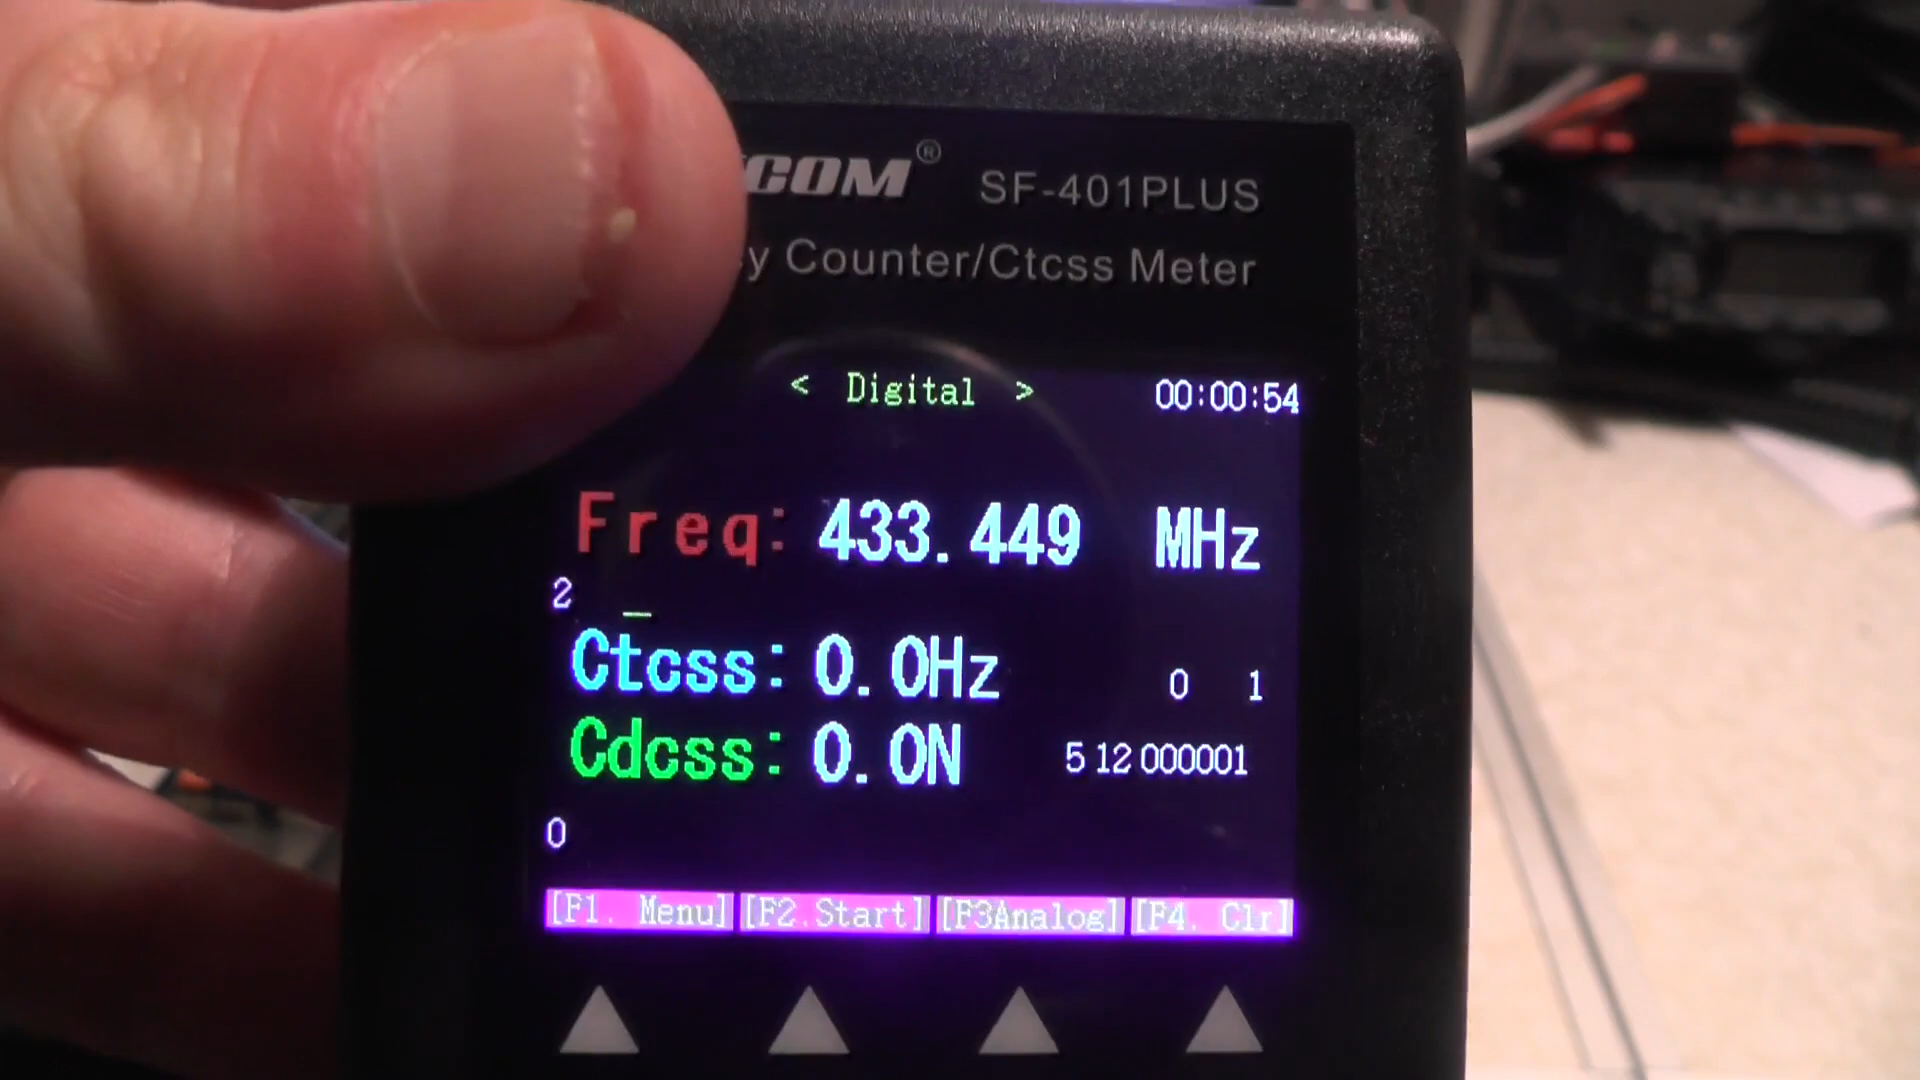 COM® SF-401PLUS
y Counter/Ctcss Meter
< Digital > 00:00:54
Freq: 433.449 MHz
2 _
Ctcss: 0.0Hz 0 1
Cdcss: 0.0N 5 12 000001
0
[F1. Menu] [F2.Start] [F3Analog] [F4. Clr]